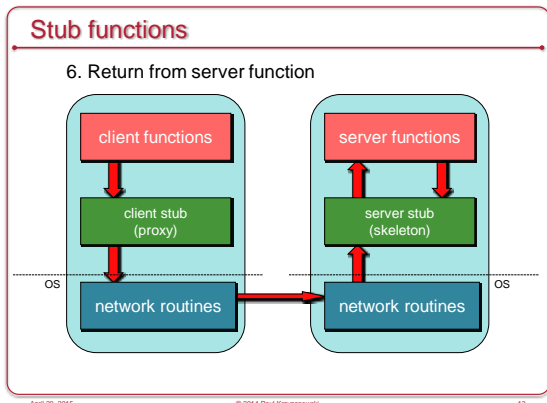 Stub functions
6. Return from server function
client functions
server functions
client stub
(proxy)
server stub
(skeleton)
OS
OS
network routines
network routines